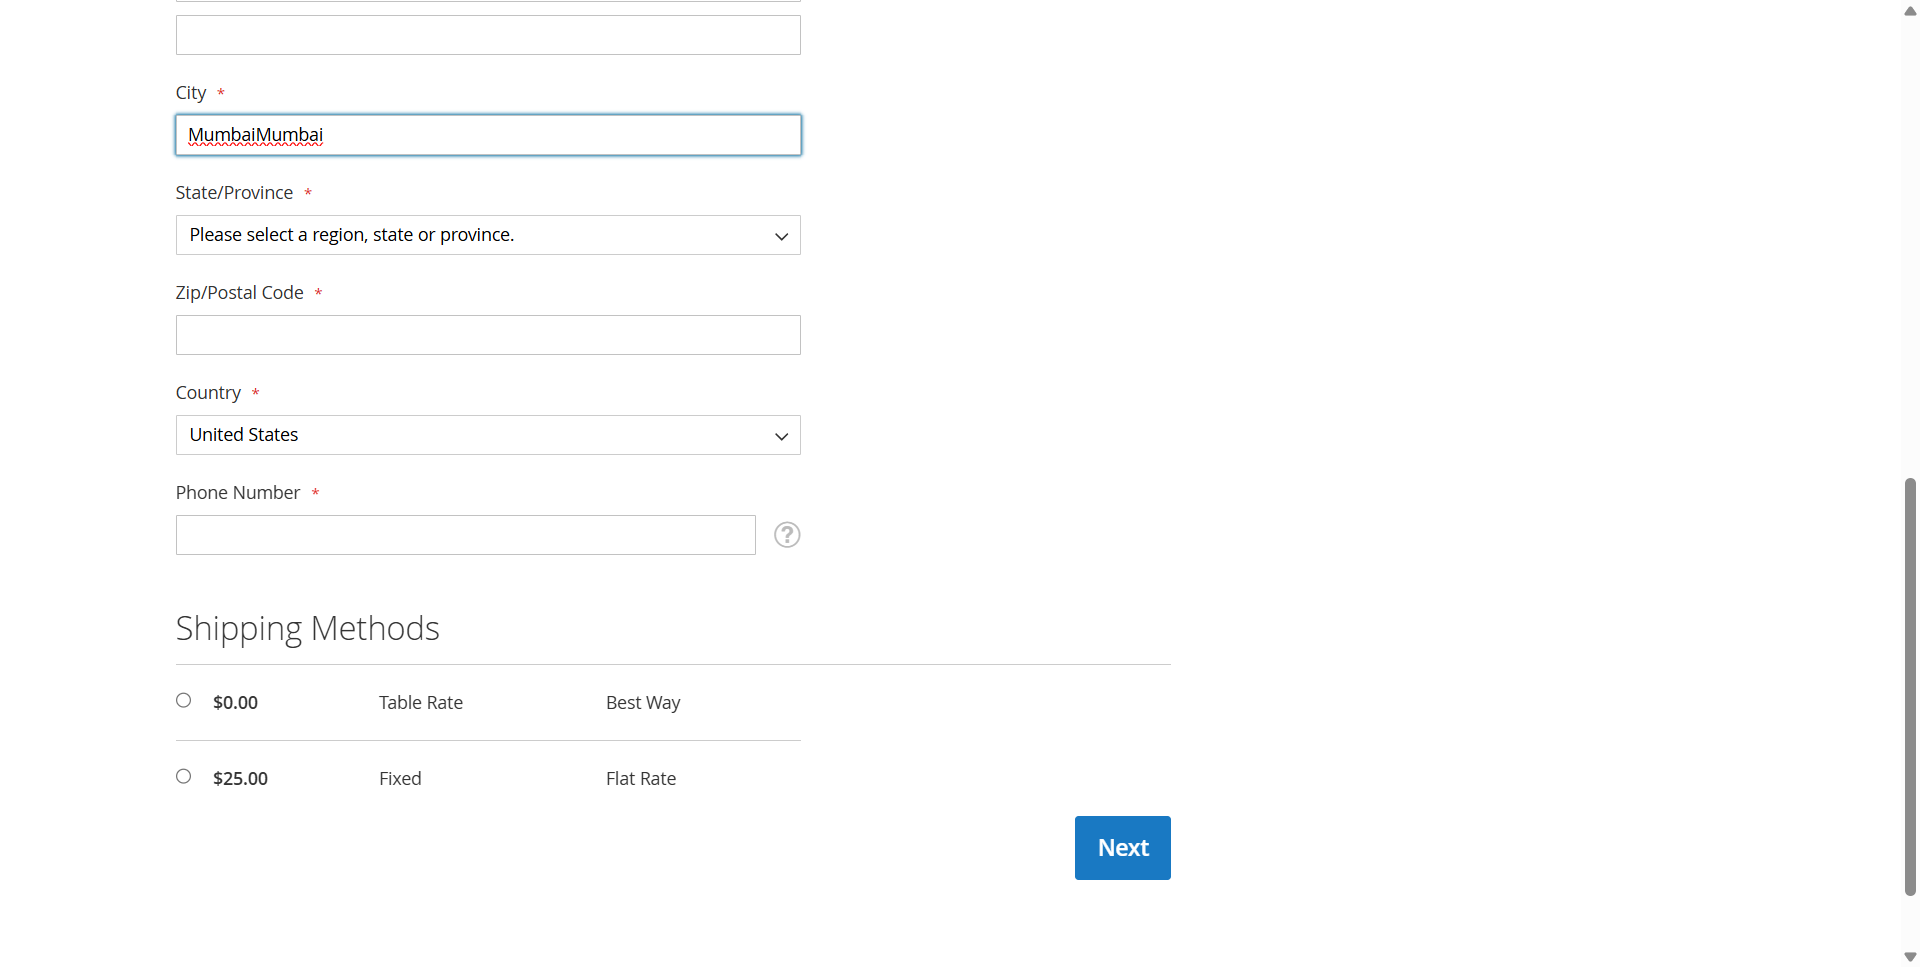 City *
MumbaiMumbai
State/Province *
Please select a region, state or province.
Zip/Postal Code *
Country *
United States
Phone Number *
?
Shipping Methods
$0.00 Table Rate Best Way
$25.00 Fixed Flat Rate
Next